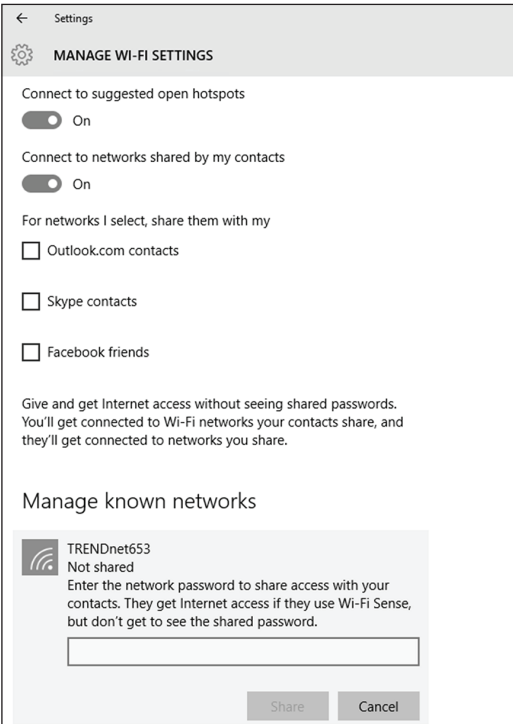 Settings
MANAGE WI-FI SETTINGS
Connect to suggested open hotspots
On
Connect to networks shared by my contacts
On
For networks I select, share them with my
Outlook.com contacts
Skype contacts
Facebook friends
Give and get Internet access without seeing shared passwords.
You'll get connected to Wi-Fi networks your contacts share, and
they'll get connected to networks you share.
Manage known networks
TRENDnet653
Not shared
Enter the network password to share access with your
contacts. They get Internet access if they use Wi-Fi Sense,
but don't get to see the shared password.
Share
Cancel